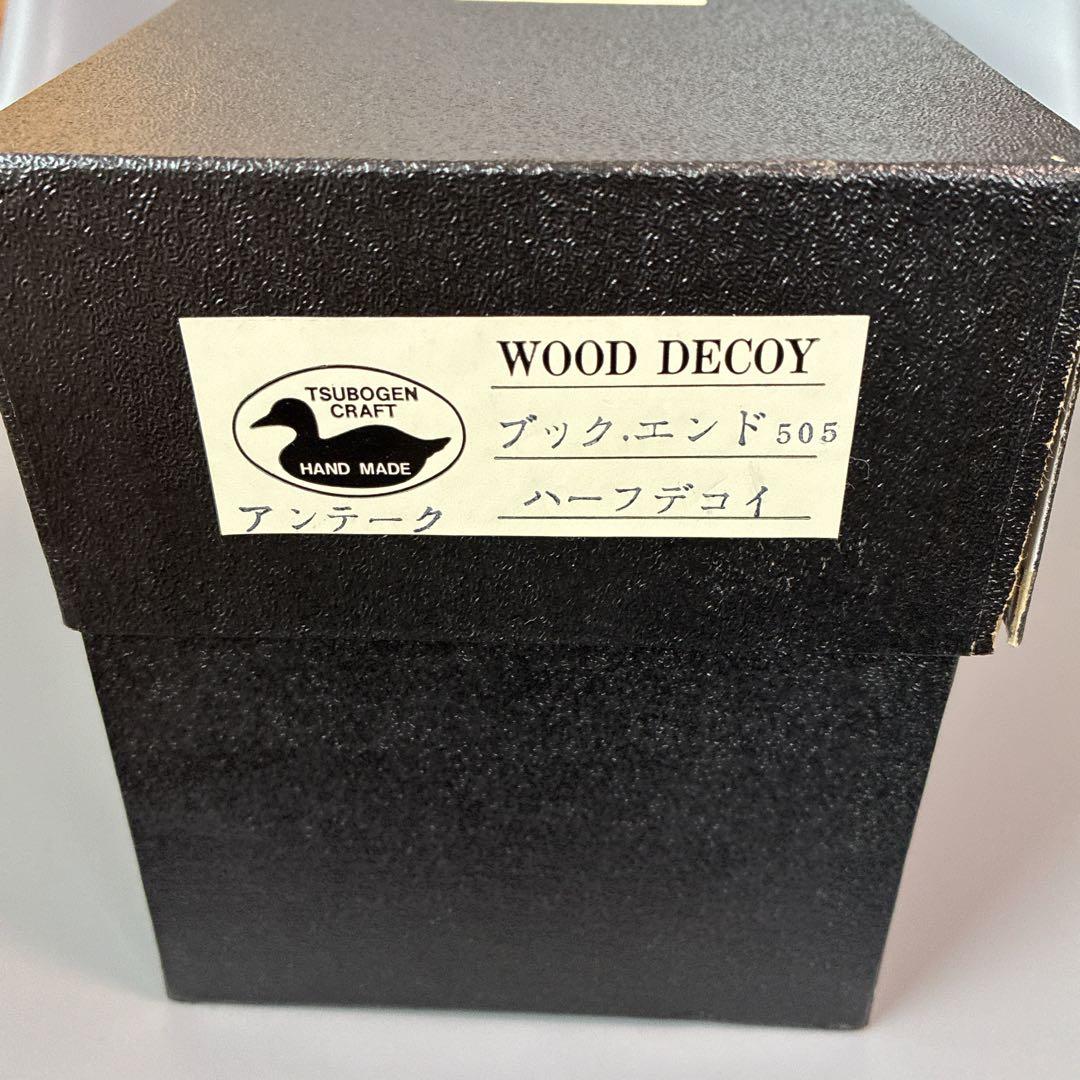 TSUBOGEN
CRAFT
HAND MADE
アンテーク
WOOD DECOY
ブック.エンド505
ハーフデコイ